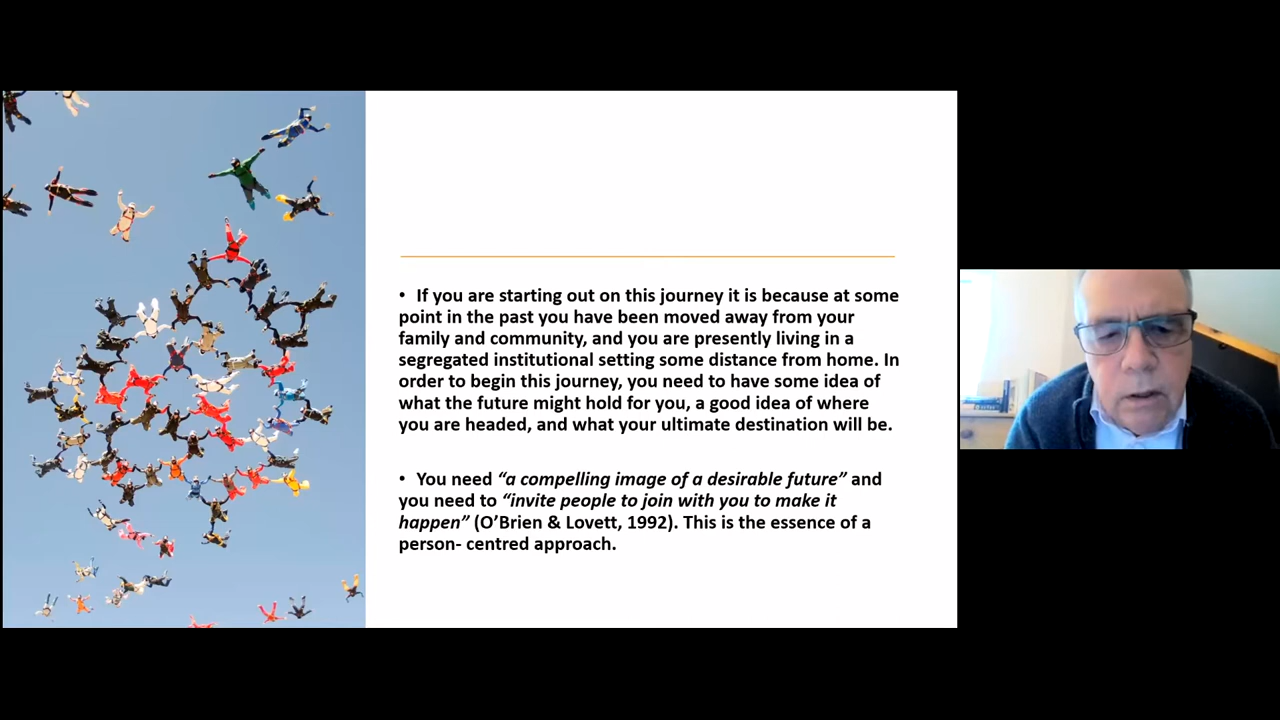 • If you are starting out on this journey it is because at some
point in the past you have been moved away from your
family and community, and you are presently living in a
segregated institutional setting some distance from home. In
order to begin this journey, you need to have some idea of
what the future might hold for you, a good idea of where
you are headed, and what your ultimate destination will be.
• You need “a compelling image of a desirable future” and
you need to “invite people to join with you to make it
happen” (O’Brien & Lovett, 1992). This is the essence of a
person- centred approach.